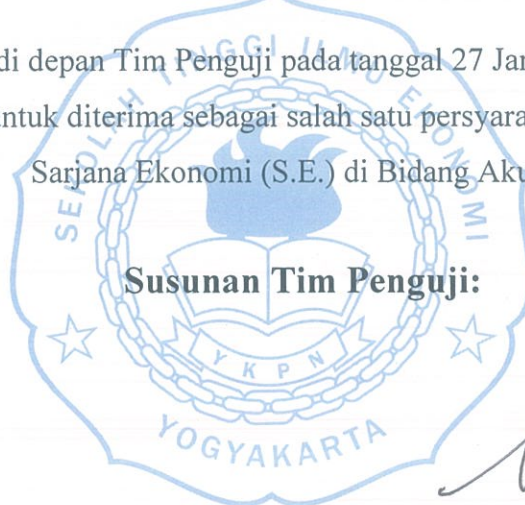 di depan Tim Penguji pada tanggal 27 Jan
ntuk diterima sebagai salah satu persyara
Sarjana Ekonomi (S.E.) di Bidang Aku
Susunan Tim Penguji:
SEKOLAH TINGGI ILMU EKONOMI
YKPN
YOGYAKARTA